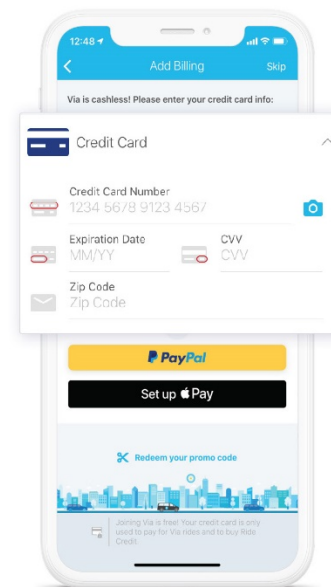 12:48
Add Billing
Skip
Via is cashless! Please enter your credit card info:
Credit Card
Credit Card Number
1234 5678 9123 4567
Expiration Date
CVV
MM/YY
CVV
Zip Code
Zip Code
PayPal
Set up Pay
Redeem your promo code
Joining Via is free! Your credit card is only
used to pay for Via rides and to buy Ride
Credit.